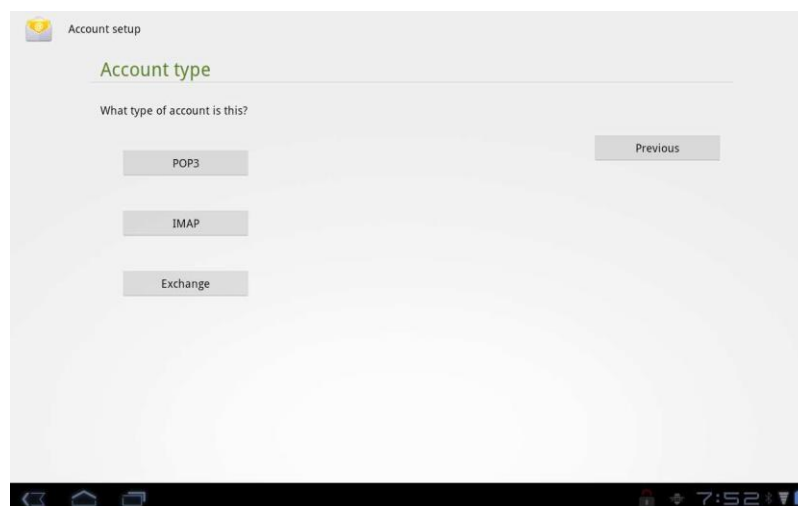 Account setup
Account type
What type of account is this?
Previous
POP3
IMAP
Exchange
7:52